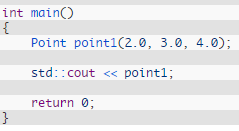 int main()
{
    Point point1(2.0, 3.0, 4.0);
    std::cout << point1;
    return 0;
}